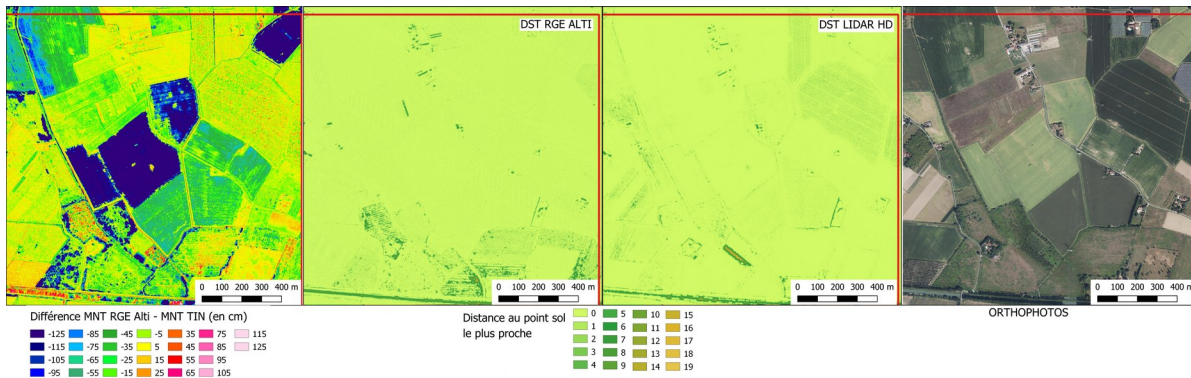 DST RGE ALTI
DST LIDAR HD
0 100 200 300 400 m
0 100 200 300 400 m
0 100 200 300 400 m
0 100 200 300 400 m
Différence MNT RGE Alti - MNT TIN (en cm)
-125 -85 -45 -5 35 75 115
-115 -75 -35 5 45 85 125
-105 -65 -25 15 55 95
-95 -55 -15 25 65 105
Distance au point sol
le plus proche
0 5 10 15
1 6 11 16
2 7 12 17
3 8 13 18
4 9 14 19
ORTHOPHOTOS